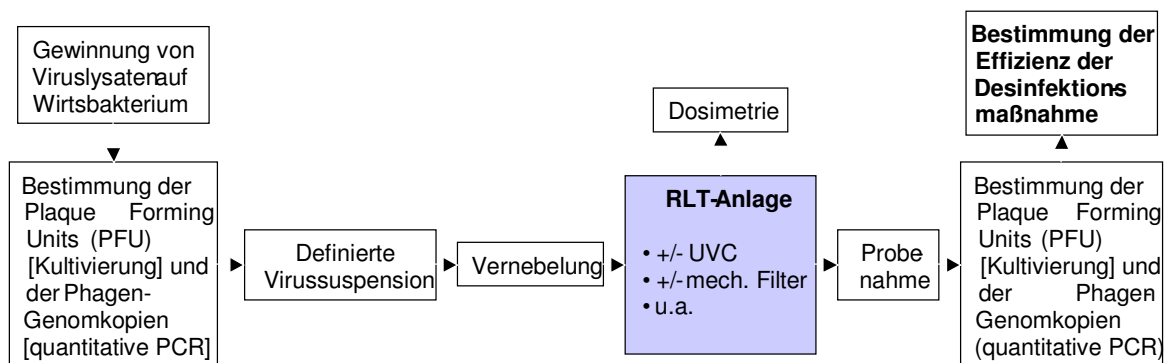 Gewinnung von
Viruslysatenauf
Wirtsbakterium
Bestimmung der
Plaque Forming
Units (PFU)
[Kultivierung] und
der Phagen-
Genomkopien
[quantitative PCR]
Definierte
Virussuspension
Vernebelung
Dosimetrie
RLT-Anlage
• +/- UVC
• +/-mech. Filter
• u.a.
Probe
nahme
Bestimmung der
Plaque Forming
Units (PFU)
[Kultivierung] und
der Phagen-
Genomkopien
(quantitative PCR)
Bestimmung der
Effizienz der
Desinfektions-
maßnahme